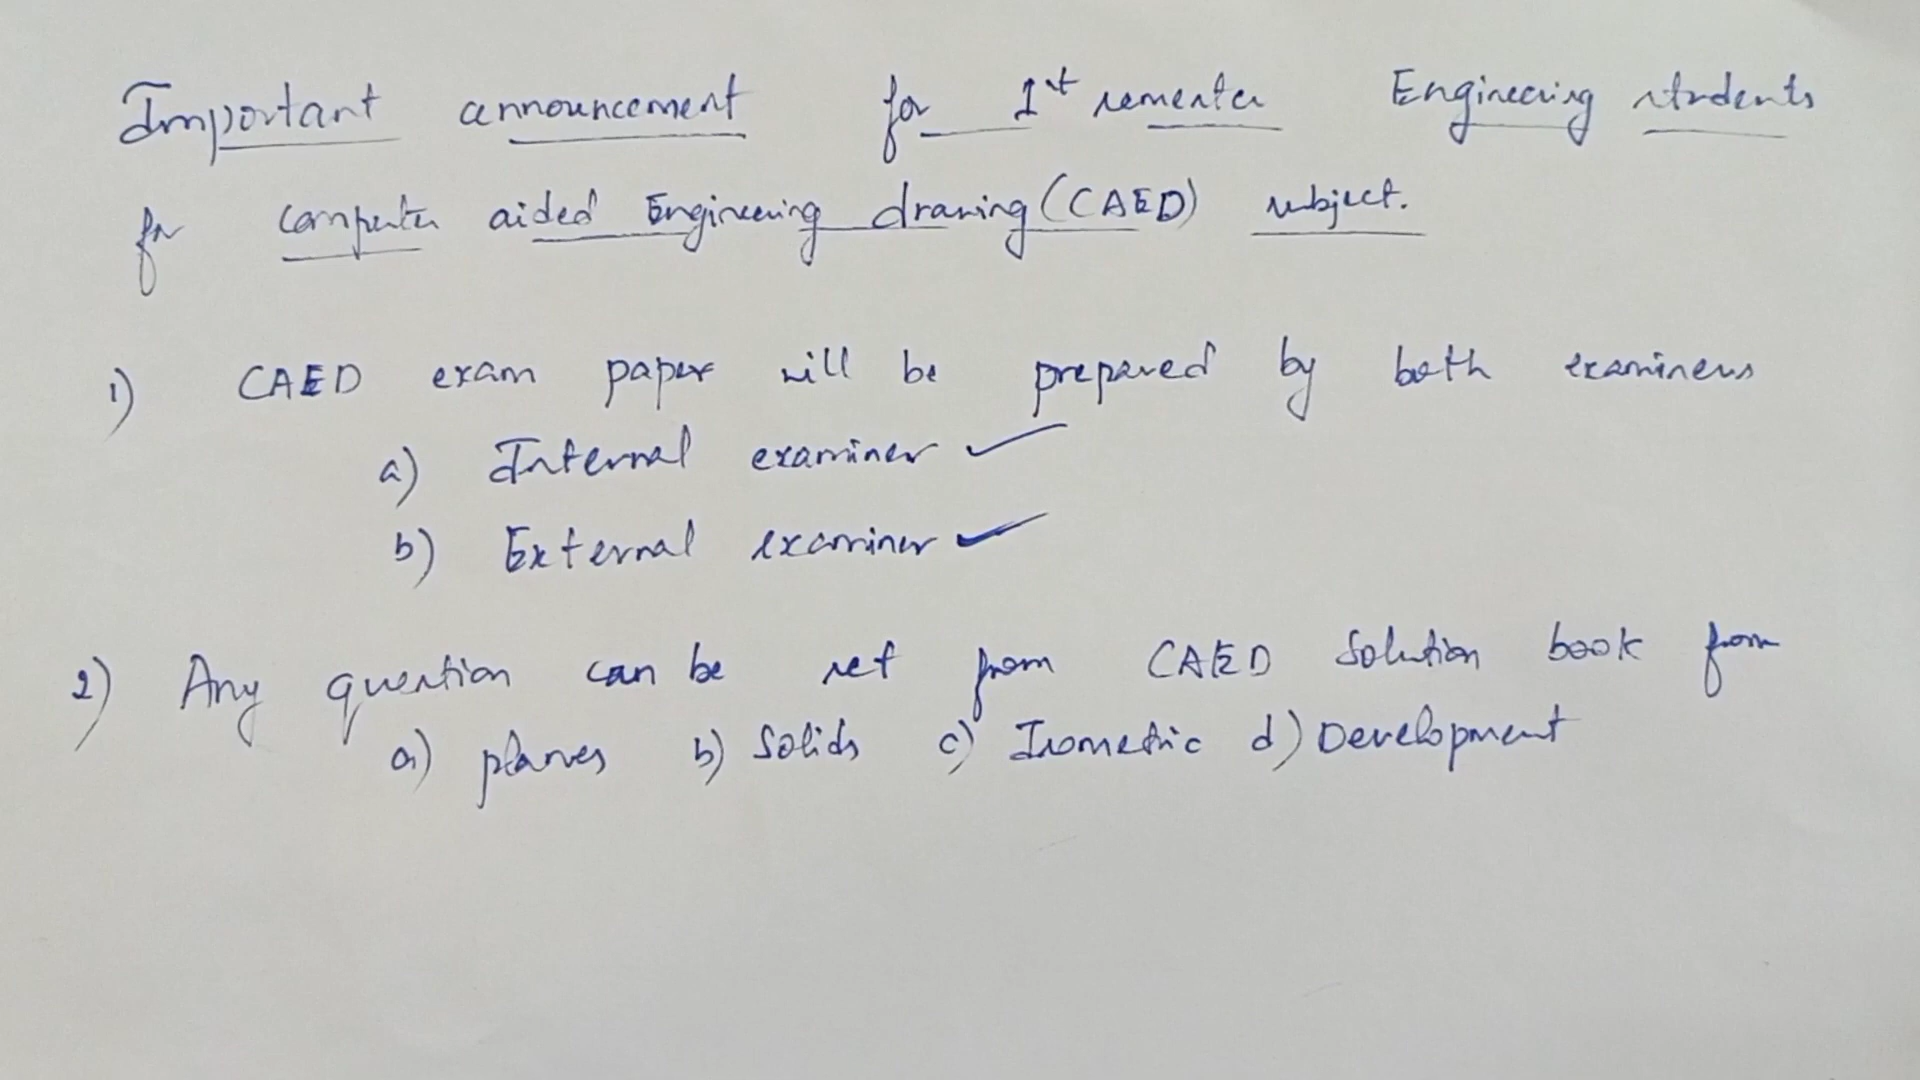 Important announcement for 1st semester Engineering students
for computer aided Engineering drawing (CAED) subject.
1) CAED exam paper will be prepared by both examiners
a) Internal examiner ✓
b) External examiner ✓
2) Any question can be set from CAED Solution book from
a) planes b) Solids c) Isometric d) Development